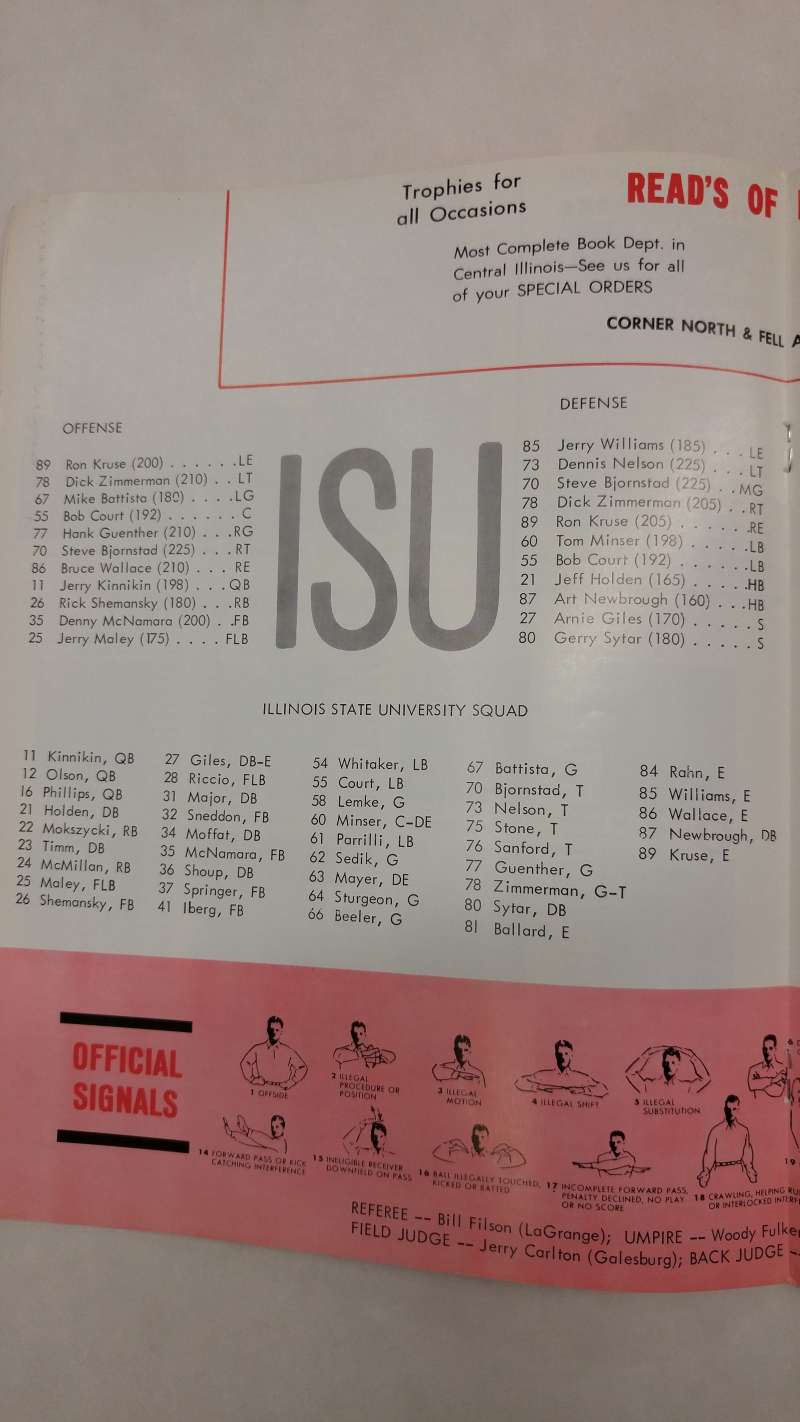 Trophies for
all Occasions
READ'S OF
Most Complete Book Dept. in
Central Illinois—See us for all
of your SPECIAL ORDERS
CORNER NORTH & FELL
OFFENSE
89 Ron Kruse (200) . . . . . . .LE
78 Dick Zimmerman (210) . . LT
67 Mike Battista (180) . . . .LG
55 Bob Court (192) . . . . . . C
77 Hank Guenther (210) . . .RG
70 Steve Bjornstad (225) . . .RT
86 Bruce Wallace (210) . . . RE
11 Jerry Kinnikin (198) . . . QB
26 Rick Shemansky (180) . . .RB
35 Denny McNamara (200) . .FB
25 Jerry Maley (175) . . . . FLB
ISU
DEFENSE
85 Jerry Williams (185) . . . LE
73 Dennis Nelson (225) . . . LT
70 Steve Bjornstad (225) . . MG
78 Dick Zimmerman (205) . . RT
89 Ron Kruse (205) . . . . . .RE
60 Tom Minser (198) . . . . .LB
55 Bob Court (192) . . . . . .LB
21 Jeff Holden (165) . . . . .HB
87 Art Newbrough (160) . . .HB
27 Arnie Giles (170) . . . . . S
80 Gerry Sytar (180) . . . . . S
ILLINOIS STATE UNIVERSITY SQUAD
11 Kinnikin, QB
12 Olson, QB
16 Phillips, QB
21 Holden, DB
22 Mokszycki, RB
23 Timm, DB
24 McMillan, RB
25 Maley, FLB
26 Shemansky, FB
27 Giles, DB-E
28 Riccio, FLB
31 Major, DB
32 Sneddon, FB
34 Moffat, DB
35 McNamara, FB
36 Shoup, DB
37 Springer, FB
41 Iberg, FB
54 Whitaker, LB
55 Court, LB
58 Lemke, G
60 Minser, C-DE
61 Parrilli, LB
62 Sedik, G
63 Mayer, DE
64 Sturgeon, G
66 Beeler, G
67 Battista, G
70 Bjornstad, T
73 Nelson, T
75 Stone, T
76 Sanford, T
77 Guenther, G
78 Zimmerman, G-T
80 Sytar, DB
81 Ballard, E
84 Rahn, E
85 Williams, E
86 Wallace, E
87 Newbrough, DB
89 Kruse, E
OFFICIAL
SIGNALS
1 OFFSIDE
2 ILLEGAL
PROCEDURE OR
POSITION
3 ILLEGAL
MOTION
4 ILLEGAL SHIFT
5 ILLEGAL
SUBSTITUTION
6
14 FORWARD PASS OR KICK
CATCHING INTERFERENCE
15 INELIGIBLE RECEIVER
DOWNFIELD ON PASS
16 BALL ILLEGALLY TOUCHED,
KICKED OR BATTED
17 INCOMPLETE FORWARD PASS,
PENALTY DECLINED, NO PLAY
OR NO SCORE
18 CRAWLING, HELPING
OR INTERLOCKED
19
REFEREE -- Bill Filson (LaGrange); UMPIRE -- Woody
FIELD JUDGE -- Jerry Carlton (Galesburg); BACK JUDGE --